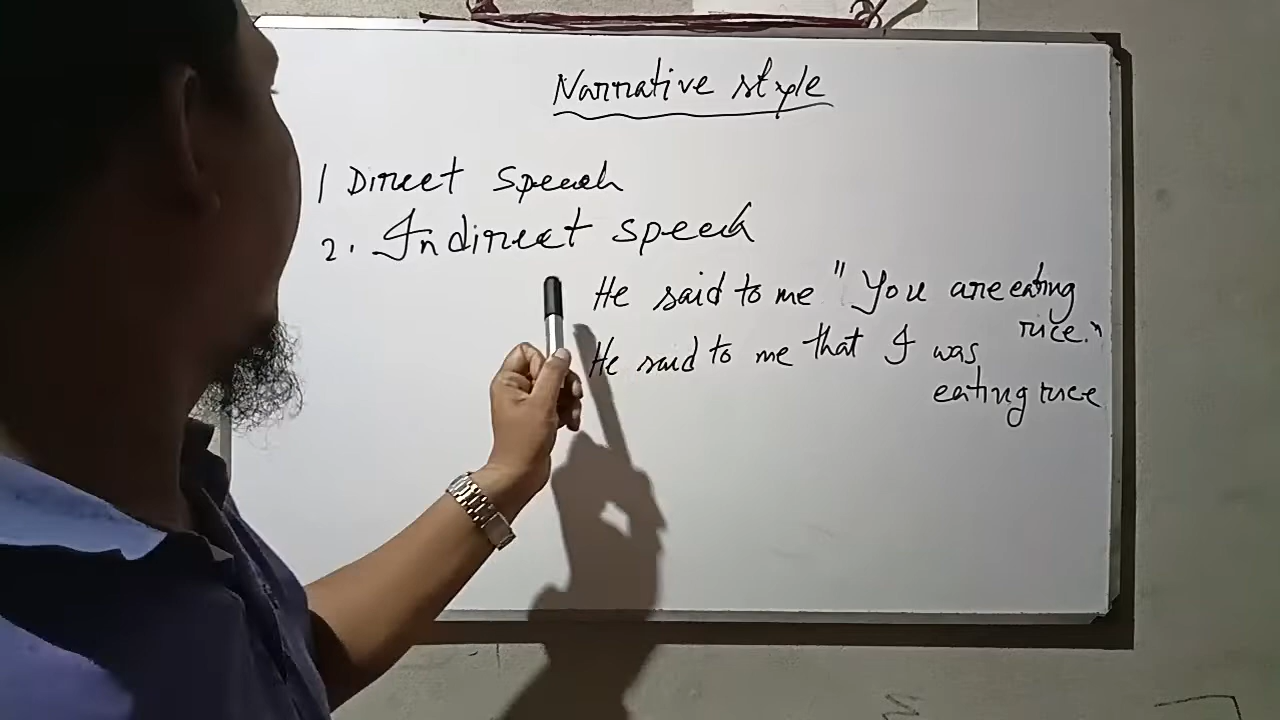 Narrative style
1 Direct Speech
2. Indirect speech
He said to me "You are eating
rice."
He said to me that I was
eating rice